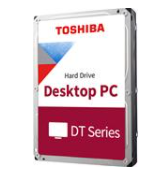 TOSHIBA
Hard Drive
Desktop PC
DT Series